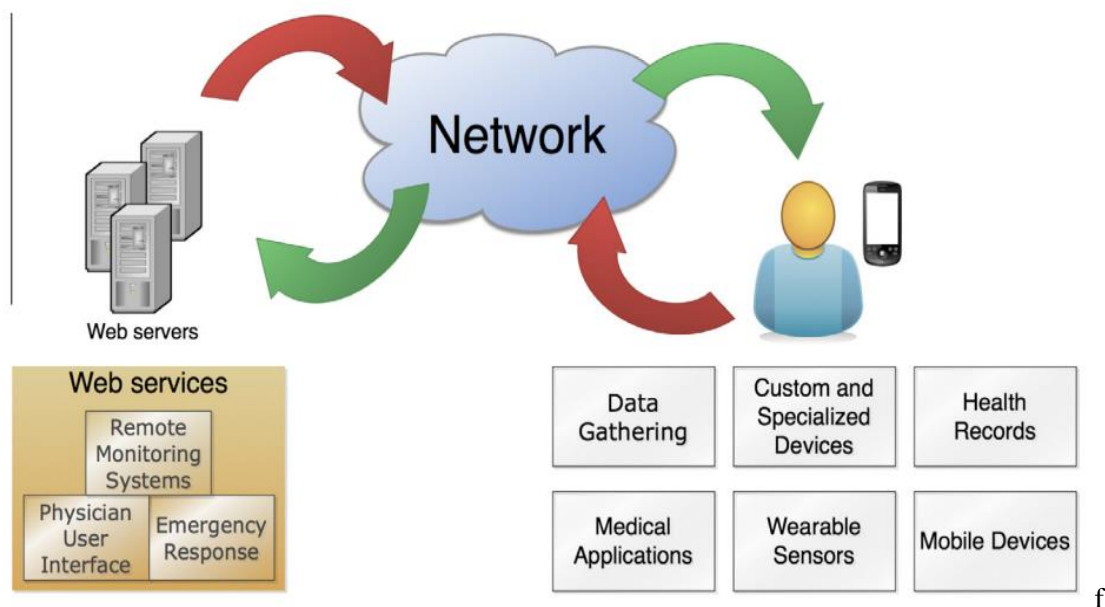 Network
Web servers
Web services
Remote
Monitoring
Systems
Physician
User
Interface
Emergency
Response
Data
Gathering
Custom and
Specialized
Devices
Health
Records
Medical
Applications
Wearable
Sensors
Mobile Devices
f